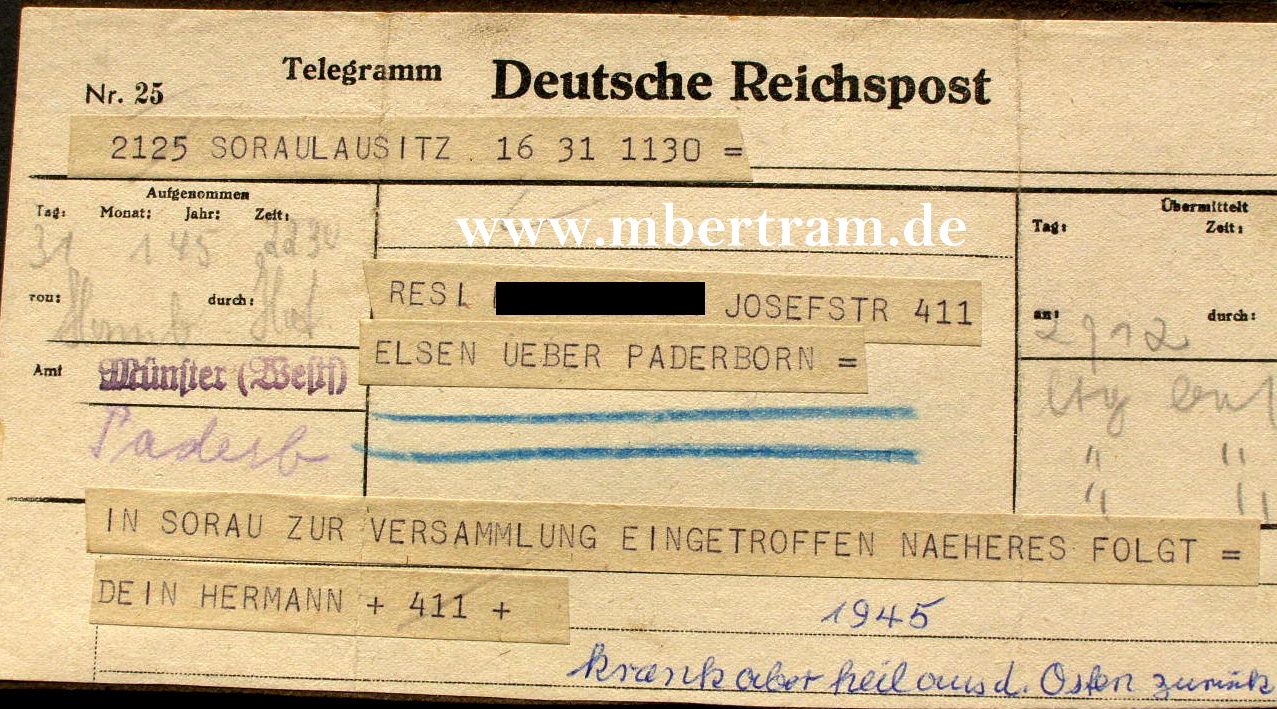 Telegramm Deutsche Reichspost
Nr. 25
2125 SORAULAUSITZ 16 31 1130 =
Aufgenommen
Tag: Monat: Jahr: Zeit:
31 1 45
von: durch:
Amt Münster (Westf)
Paderb
www.mbertram.de
RESL JOSEFSTR 411
ELSEN UEBER PADERBORN =
Übermittelt
Tag: Zeit:
an: durch:
IN SORAU ZUR VERSAMMLUNG EINGETROFFEN NAEHERES FOLGT =
DEIN HERMANN + 411 +
1945
krank aber heil aus d. Osten zurück